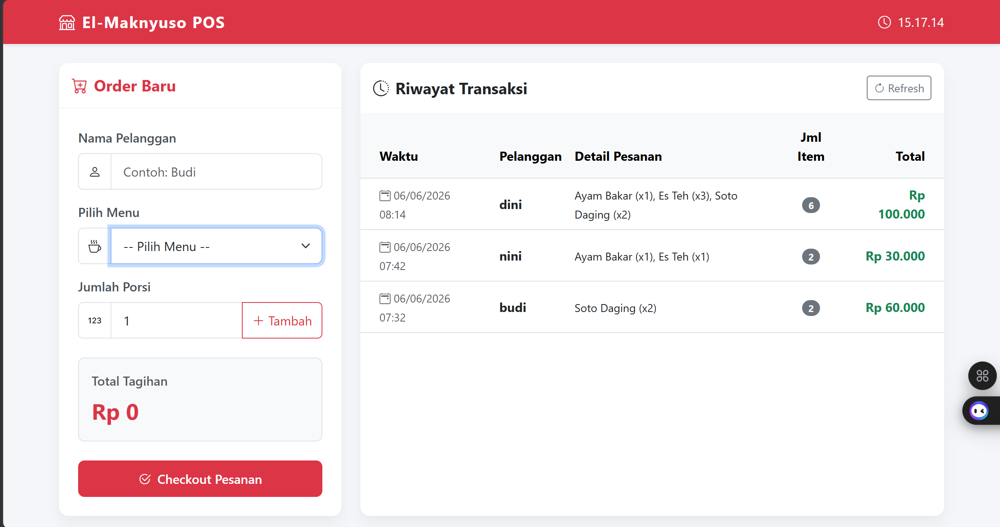 El-Maknyuso POS
15.17.14
Order Baru
Nama Pelanggan
Contoh: Budi
Pilih Menu
-- Pilih Menu --
Jumlah Porsi
123
1
+ Tambah
Total Tagihan
Rp 0
Checkout Pesanan
Riwayat Transaksi
Refresh
Waktu
Pelanggan
Detail Pesanan
Jml
Item
Total
06/06/2026
08:14
dini
Ayam Bakar (x1), Es Teh (x3), Soto
Daging (x2)
6
Rp
100.000
06/06/2026
07:42
nini
Ayam Bakar (x1), Es Teh (x1)
2
Rp 30.000
06/06/2026
07:32
budi
Soto Daging (x2)
2
Rp 60.000